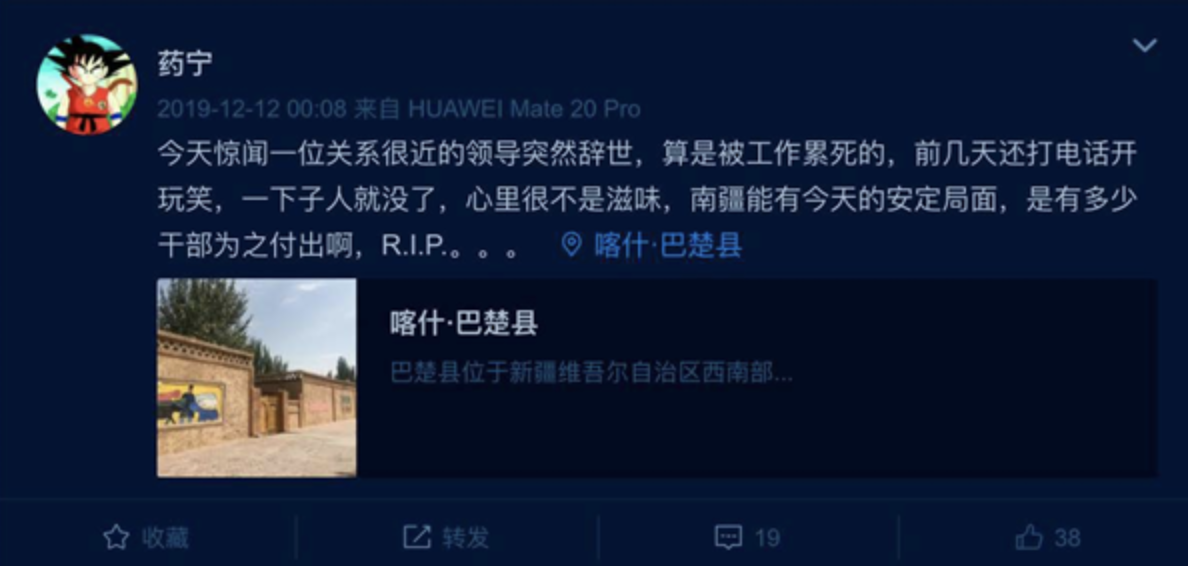 药宁
2019-12-12 00:08 来自 HUAWEI Mate 20 Pro
今天惊闻一位关系很近的领导突然辞世，算是被工作累死的，前几天还打电话开
玩笑，一下子人就没了，心里很不是滋味，南疆能有今天的安定局面，是有多少
干部为之付出啊，R.I.P.。。。 喀什·巴楚县
喀什·巴楚县
巴楚县位于新疆维吾尔自治区西南部...
收藏 转发 19 38